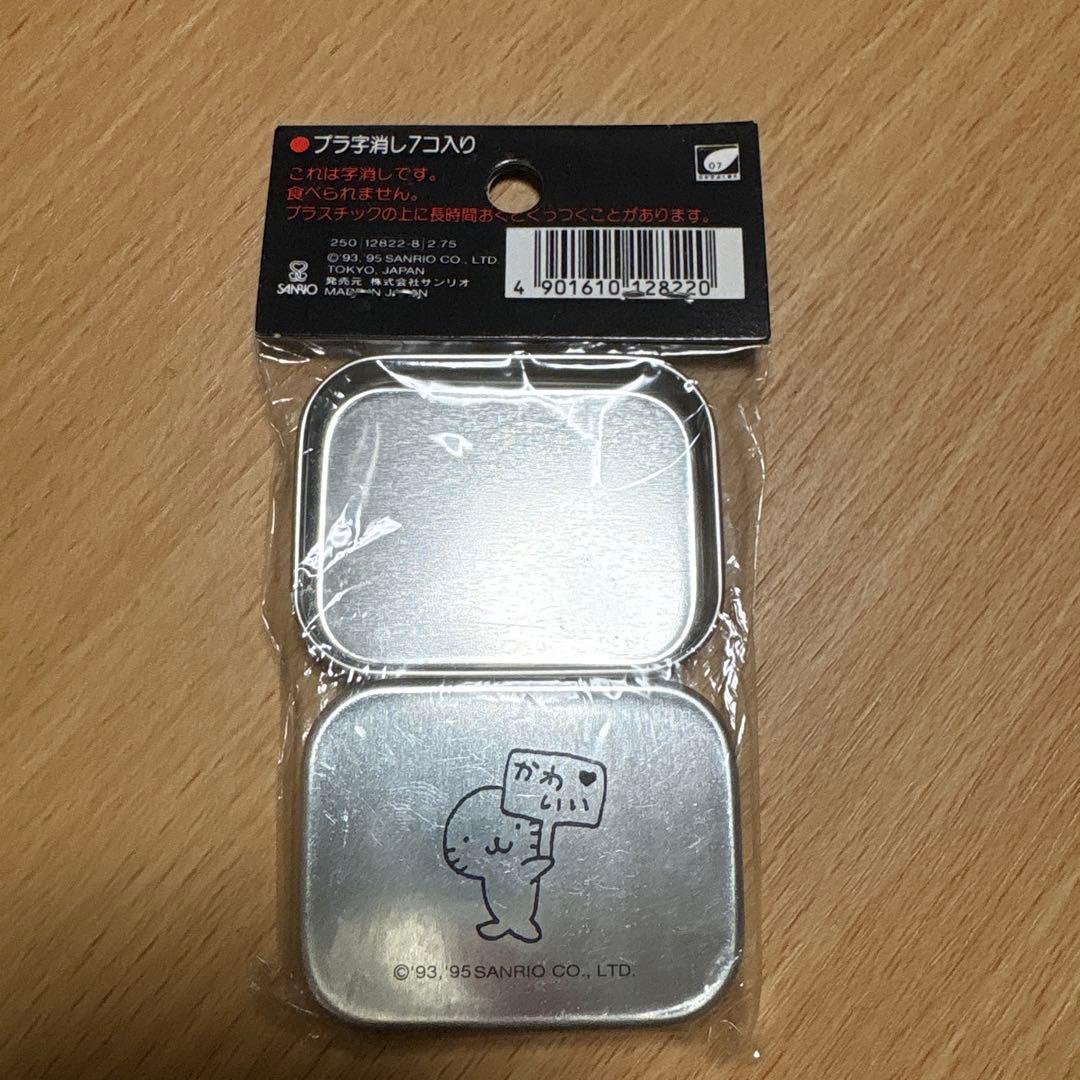 ●プラ字消し7コ入り
これは字消しです。
食べられません。
プラスチックの上に長時間おくとくっつくことがあります。
07
250|12822-8|2.75
©'93,'95 SANRIO CO., LTD.
TOKYO, JAPAN
発売元 株式会社サンリオ
MADE IN JAPAN
SANRIO
4 901610 128220
かわ♥
いい
©'93,'95 SANRIO CO., LTD.